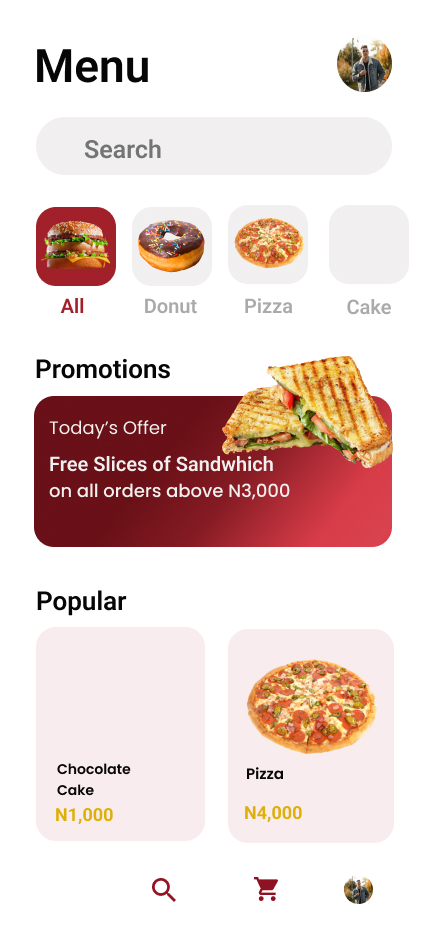 Menu
Search
All
Donut
Pizza
Cake
Promotions
Today’s Offer
Free Slices of Sandwhich
on all orders above N3,000
Popular
Chocolate
Cake
N1,000
Pizza
N4,000